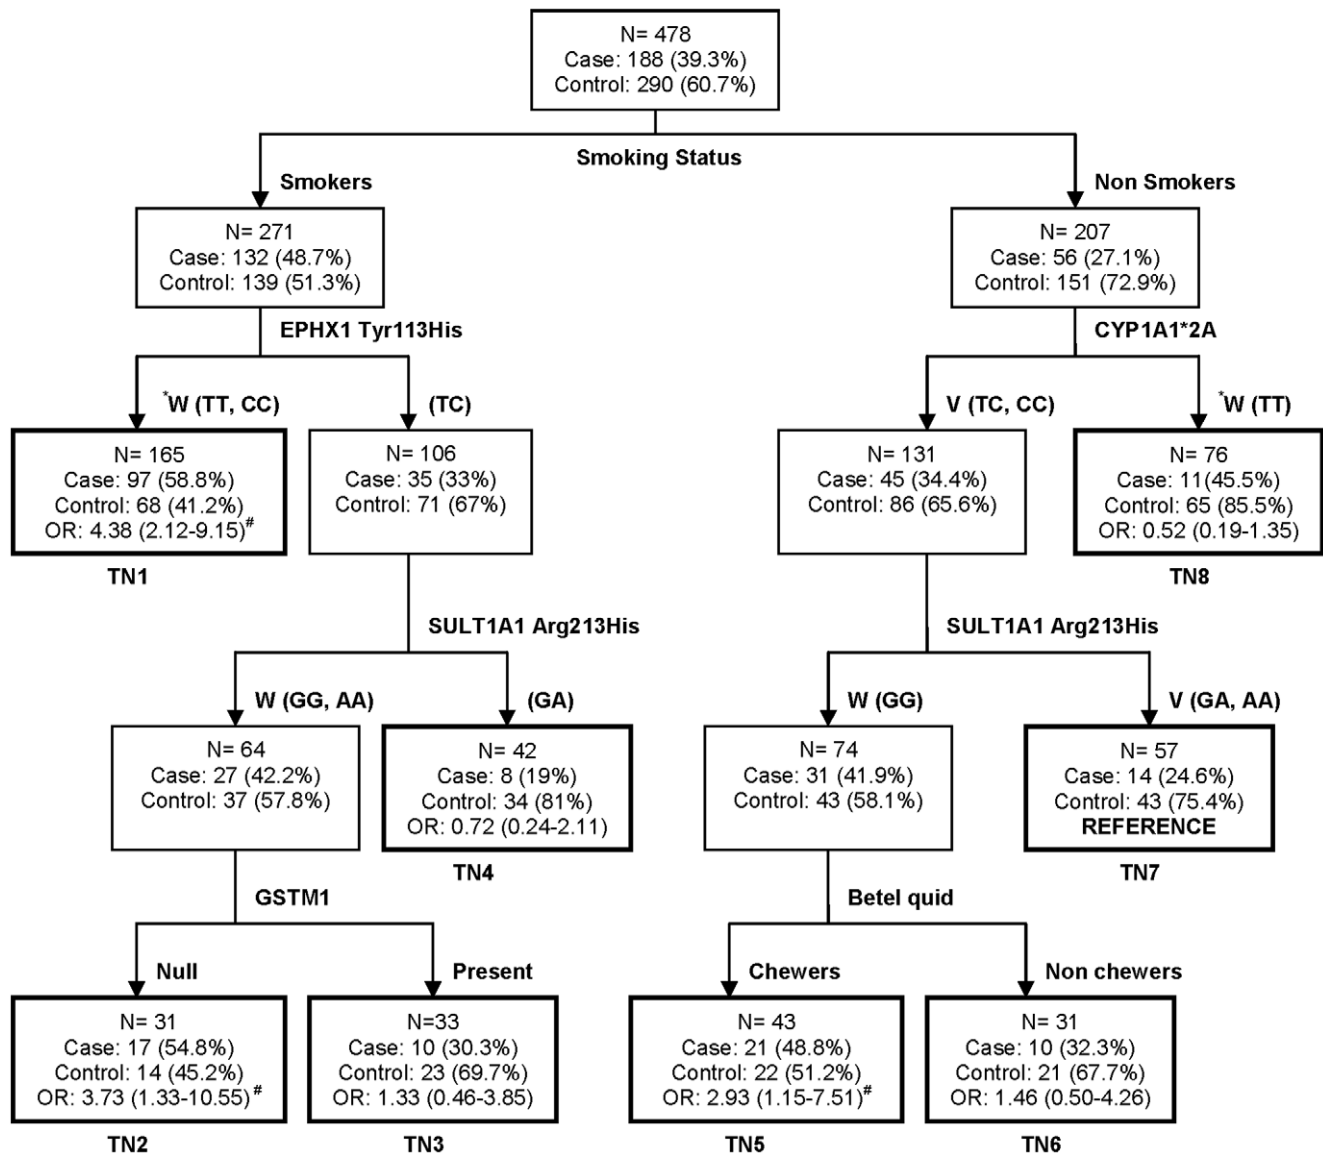 N= 478
Case: 188 (39.3%)
Control: 290 (60.7%)
Smoking Status
Smokers
Non Smokers
N= 271
Case: 132 (48.7%)
Control: 139 (51.3%)
N= 207
Case: 56 (27.1%)
Control: 151 (72.9%)
EPHX1 Tyr113His
CYP1A1*2A
*W (TT, CC)
(TC)
V (TC, CC)
*W (TT)
N= 165
Case: 97 (58.8%)
Control: 68 (41.2%)
OR: 4.38 (2.12-9.15)#
TN1
N= 106
Case: 35 (33%)
Control: 71 (67%)
N= 131
Case: 45 (34.4%)
Control: 86 (65.6%)
N= 76
Case: 11(45.5%)
Control: 65 (85.5%)
OR: 0.52 (0.19-1.35)
TN8
SULT1A1 Arg213His
SULT1A1 Arg213His
W (GG, AA)
(GA)
W (GG)
V (GA, AA)
N= 64
Case: 27 (42.2%)
Control: 37 (57.8%)
N= 42
Case: 8 (19%)
Control: 34 (81%)
OR: 0.72 (0.24-2.11)
TN4
N= 74
Case: 31 (41.9%)
Control: 43 (58.1%)
N= 57
Case: 14 (24.6%)
Control: 43 (75.4%)
REFERENCE
TN7
GSTM1
Betel quid
Null
Present
Chewers
Non chewers
N= 31
Case: 17 (54.8%)
Control: 14 (45.2%)
OR: 3.73 (1.33-10.55)#
TN2
N=33
Case: 10 (30.3%)
Control: 23 (69.7%)
OR: 1.33 (0.46-3.85)
TN3
N= 43
Case: 21 (48.8%)
Control: 22 (51.2%)
OR: 2.93 (1.15-7.51)#
TN5
N= 31
Case: 10 (32.3%)
Control: 21 (67.7%)
OR: 1.46 (0.50-4.26)
TN6